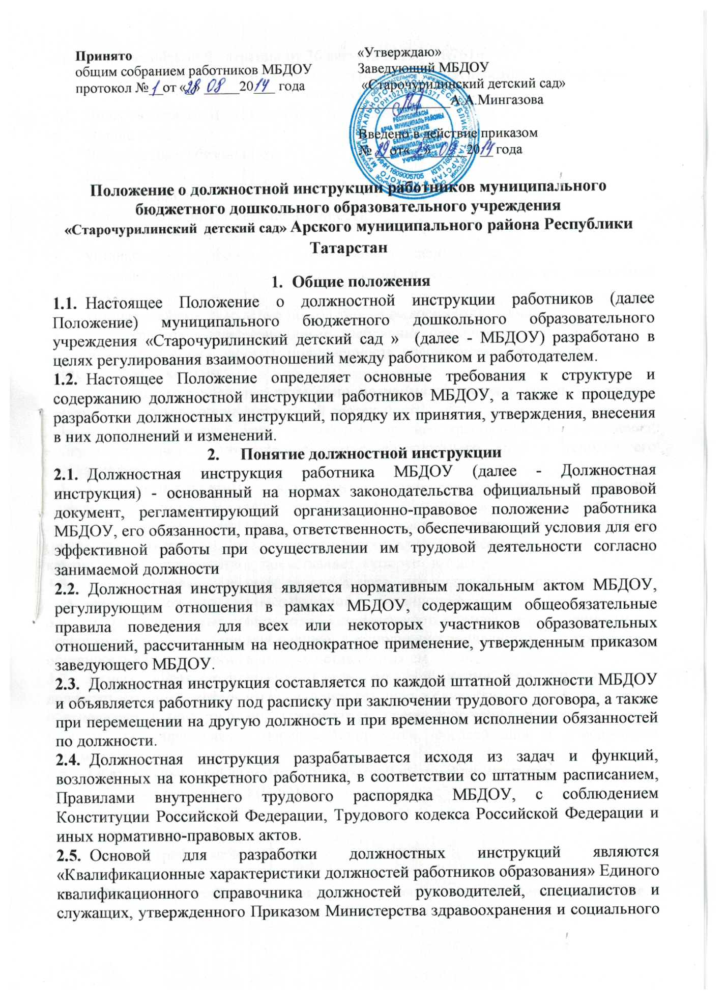 Принято
общим собранием работников МБДОУ
протокол № 1 от «28» 08 2014 года
«Утверждаю»
Заведующий МБДОУ
«Старочурилинский детский сад»
А.А.Мингазова
Введено в действие приказом
№ 29 от« » 2014 года
ОГРН
ТАТАРСТАН
РЕСПУБЛИКАСЫ
АРЧА МУНИЦИПАЛЬ РАЙОНЫ
ИНН 1609005705
Положение о должностной инструкции работников муниципального
бюджетного дошкольного образовательного учреждения
«Старочурилинский детский сад» Арского муниципального района Республики
Татарстан
1. Общие положения
1.1. Настоящее Положение о должностной инструкции работников (далее
Положение) муниципального бюджетного дошкольного образовательного
учреждения «Старочурилинский детский сад » (далее - МБДОУ) разработано в
целях регулирования взаимоотношений между работником и работодателем.
1.2. Настоящее Положение определяет основные требования к структуре и
содержанию должностной инструкции работников МБДОУ, а также к процедуре
разработки должностных инструкций, порядку их принятия, утверждения, внесения
в них дополнений и изменений.
2. Понятие должностной инструкции
2.1. Должностная инструкция работника МБДОУ (далее - Должностная
инструкция) - основанный на нормах законодательства официальный правовой
документ, регламентирующий организационно-правовое положение работника
МБДОУ, его обязанности, права, ответственность, обеспечивающий условия для его
эффективной работы при осуществлении им трудовой деятельности согласно
занимаемой должности
2.2. Должностная инструкция является нормативным локальным актом МБДОУ,
регулирующим отношения в рамках МБДОУ, содержащим общеобязательные
правила поведения для всех или некоторых участников образовательных
отношений, рассчитанным на неоднократное применение, утвержденным приказом
заведующего МБДОУ.
2.3. Должностная инструкция составляется по каждой штатной должности МБДОУ
и объявляется работнику под расписку при заключении трудового договора, а также
при перемещении на другую должность и при временном исполнении обязанностей
по должности.
2.4. Должностная инструкция разрабатывается исходя из задач и функций,
возложенных на конкретного работника, в соответствии со штатным расписанием,
Правилами внутреннего трудового распорядка МБДОУ, с соблюдением
Конституции Российской Федерации, Трудового кодекса Российской Федерации и
иных нормативно-правовых актов.
2.5. Основой для разработки должностных инструкций являются
«Квалификационные характеристики должностей работников образования» Единого
квалификационного справочника должностей руководителей, специалистов и
служащих, утвержденного Приказом Министерства здравоохранения и социального